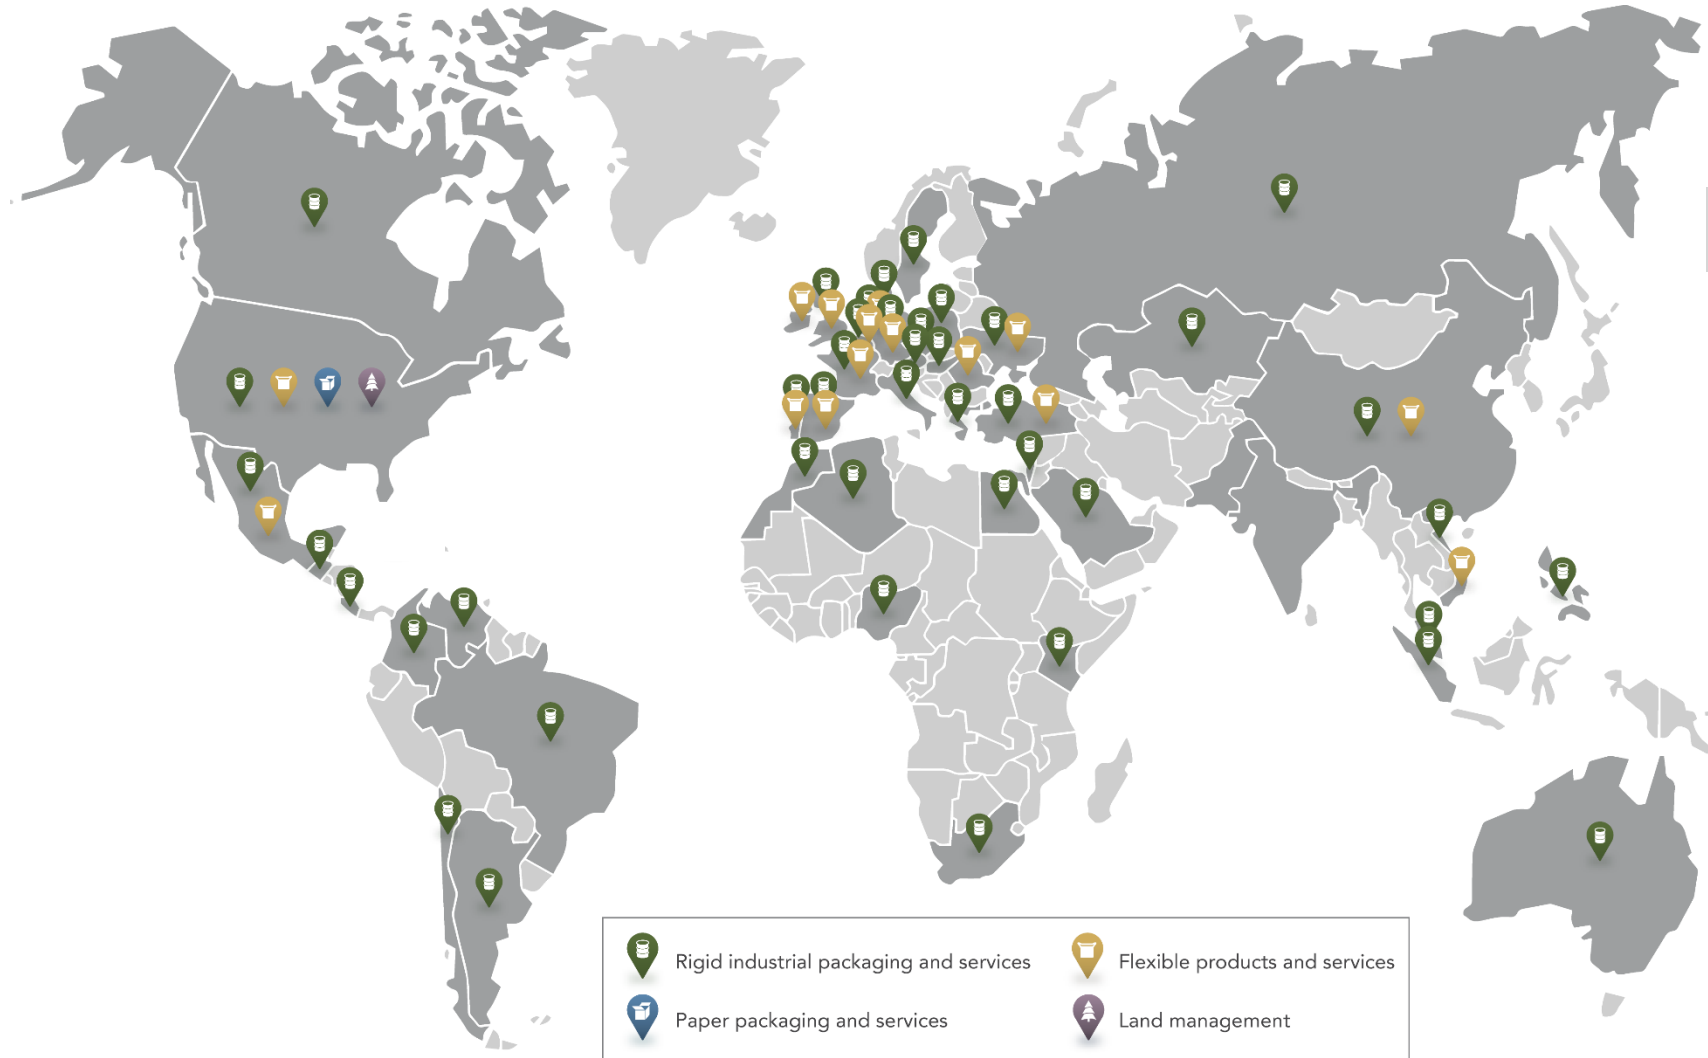 Rigid industrial packaging and services
Flexible products and services
Paper packaging and services
Land management